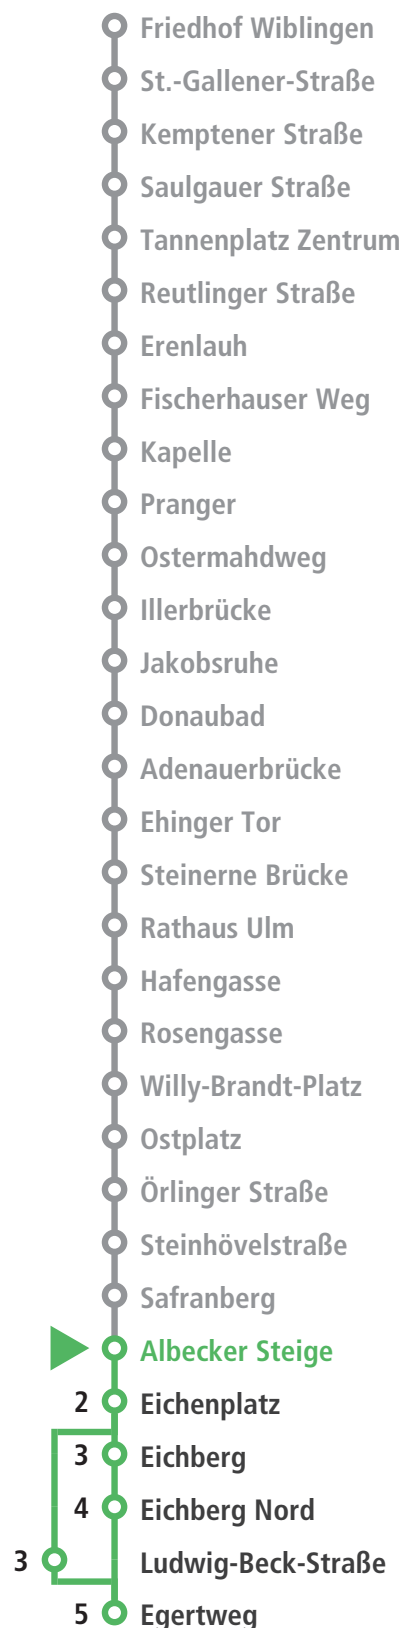 Friedhof Wiblingen
St.-Gallener-Straße
Kemptener Straße
Saulgauer Straße
Tannenplatz Zentrum
Reutlinger Straße
Erenlauh
Fischerhauser Weg
Kapelle
Pranger
Ostermahdweg
Illerbrücke
Jakobsruhe
Donaubad
Adenauerbrücke
Ehinger Tor
Steinerne Brücke
Rathaus Ulm
Hafengasse
Rosengasse
Willy-Brandt-Platz
Ostplatz
Örlinger Straße
Steinhövelstraße
Safranberg
Albecker Steige
2 Eichenplatz
3 Eichberg
4 Eichberg Nord
3 Ludwig-Beck-Straße
5 Egertweg